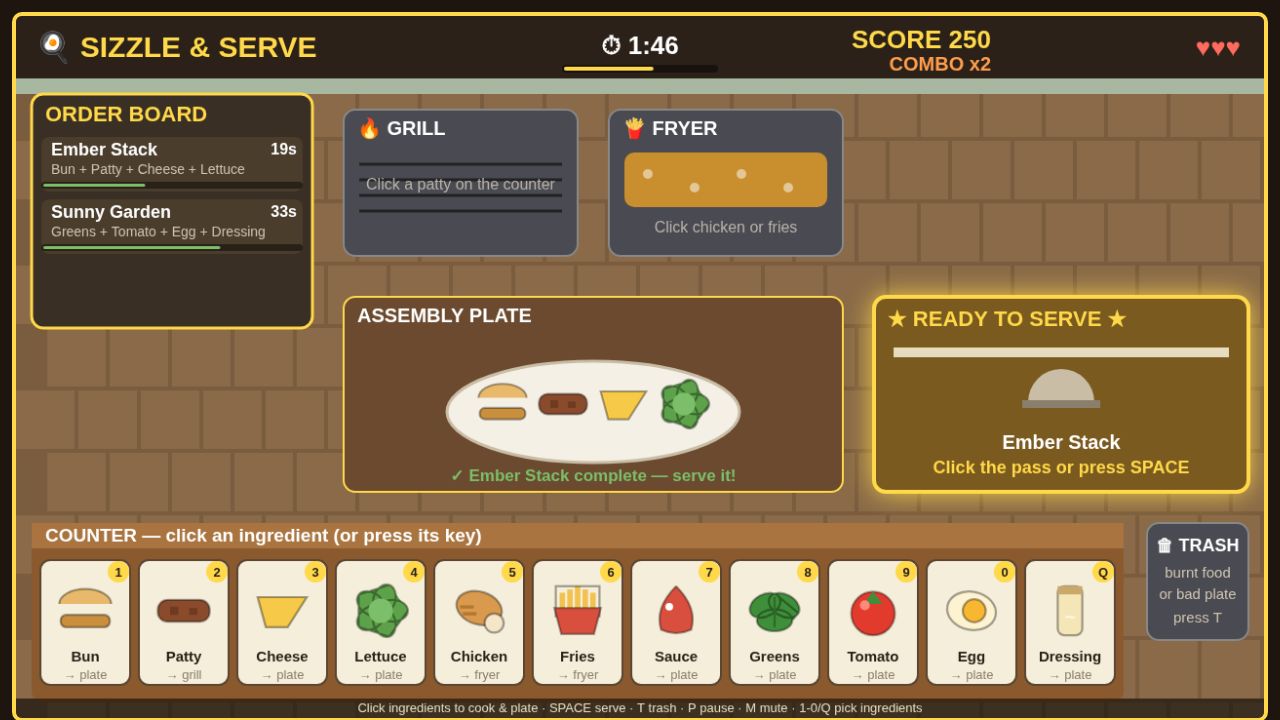 SIZZLE & SERVE
⏱ 1:46
SCORE 250
COMBO x2
♥♥♥
ORDER BOARD
Ember Stack 19s
Bun + Patty + Cheese + Lettuce
Sunny Garden 33s
Greens + Tomato + Egg + Dressing
GRILL
Click a patty on the counter
FRYER
Click chicken or fries
ASSEMBLY PLATE
✓ Ember Stack complete — serve it!
★ READY TO SERVE ★
Ember Stack
Click the pass or press SPACE
COUNTER — click an ingredient (or press its key)
1
Bun
→ plate
2
Patty
→ grill
3
Cheese
→ plate
4
Lettuce
→ plate
5
Chicken
→ fryer
6
Fries
→ fryer
7
Sauce
→ plate
8
Greens
→ plate
9
Tomato
→ plate
0
Egg
→ plate
Q
Dressing
→ plate
TRASH
burnt food
or bad plate
press T
Click ingredients to cook & plate · SPACE serve · T trash · P pause · M mute · 1-0/Q pick ingredients